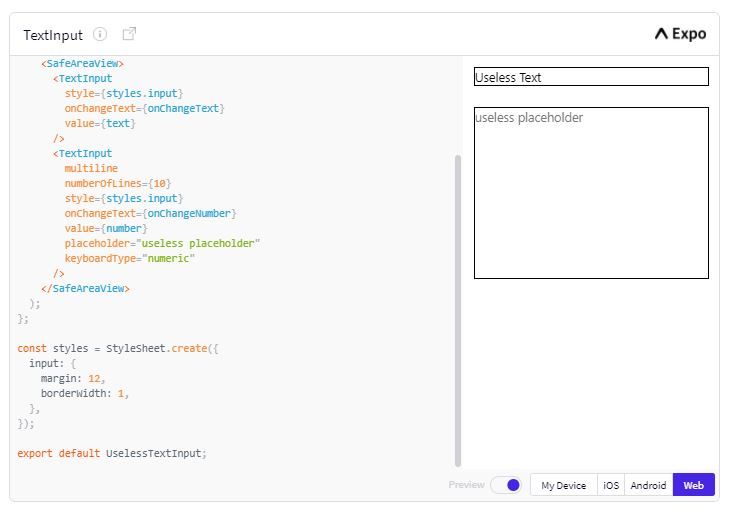 TextInput
Expo
<SafeAreaView>
<TextInput
style={styles.input}
onChangeText={onChangeText}
value={text}
/>
<TextInput
multiline
numberOfLines={10}
style={styles.input}
onChangeText={onChangeNumber}
value={number}
placeholder="useless placeholder"
keyboardType="numeric"
/>
</SafeAreaView>
);
};
const styles = StyleSheet.create({
input: {
margin: 12,
borderWidth: 1,
},
});
export default UselessTextInput;
Useless Text
useless placeholder
Preview
My Device
iOS
Android
Web